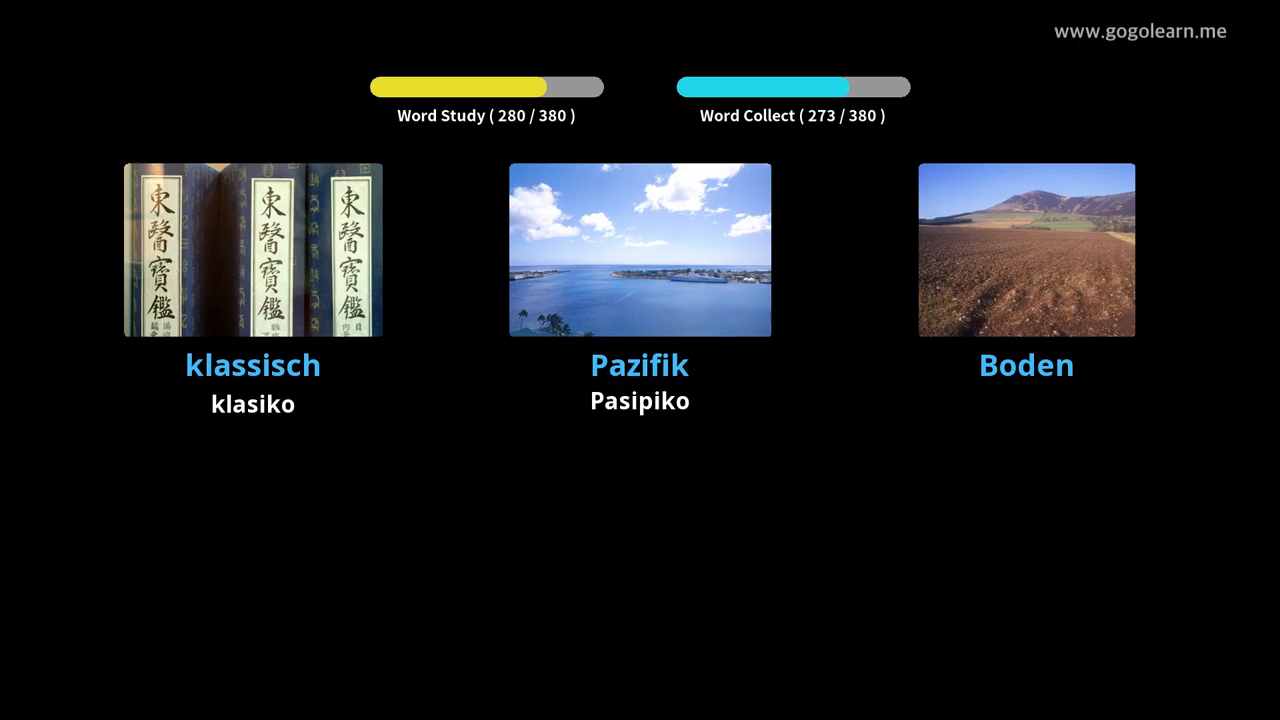 www.gogolearn.me
Word Study ( 280 / 380 )
Word Collect ( 273 / 380 )
東醫寶鑑
東醫寶鑑
東醫寶鑑
klassisch
Pazifik
Boden
klasiko
Pasipiko